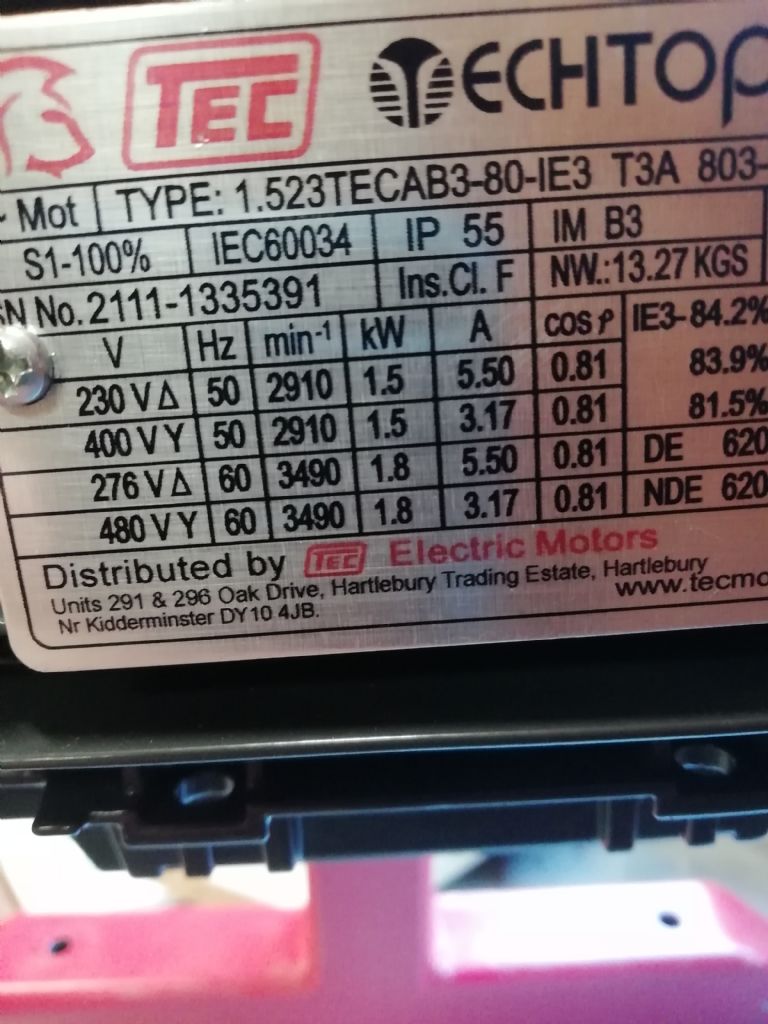 TEC TECHTOP
Mot TYPE: 1.523TECAB3-80-IE3 T3A 803-
S1-100% IEC60034 IP 55 IM B3
No. 2111-1335391 Ins.Cl. F NW.:13.27 KGS
V Hz min⁻¹ kW A cos ρ IE3-84.2%
230 V Δ 50 2910 1.5 5.50 0.81 83.9%
400 V Y 50 2910 1.5 3.17 0.81 81.5%
276 V Δ 60 3490 1.8 5.50 0.81 DE 620
480 V Y 60 3490 1.8 3.17 0.81 NDE 620
Distributed by TEC Electric Motors
Units 291 & 296 Oak Drive, Hartlebury Trading Estate, Hartlebury
Nr Kidderminster DY10 4JB. www.tecmo